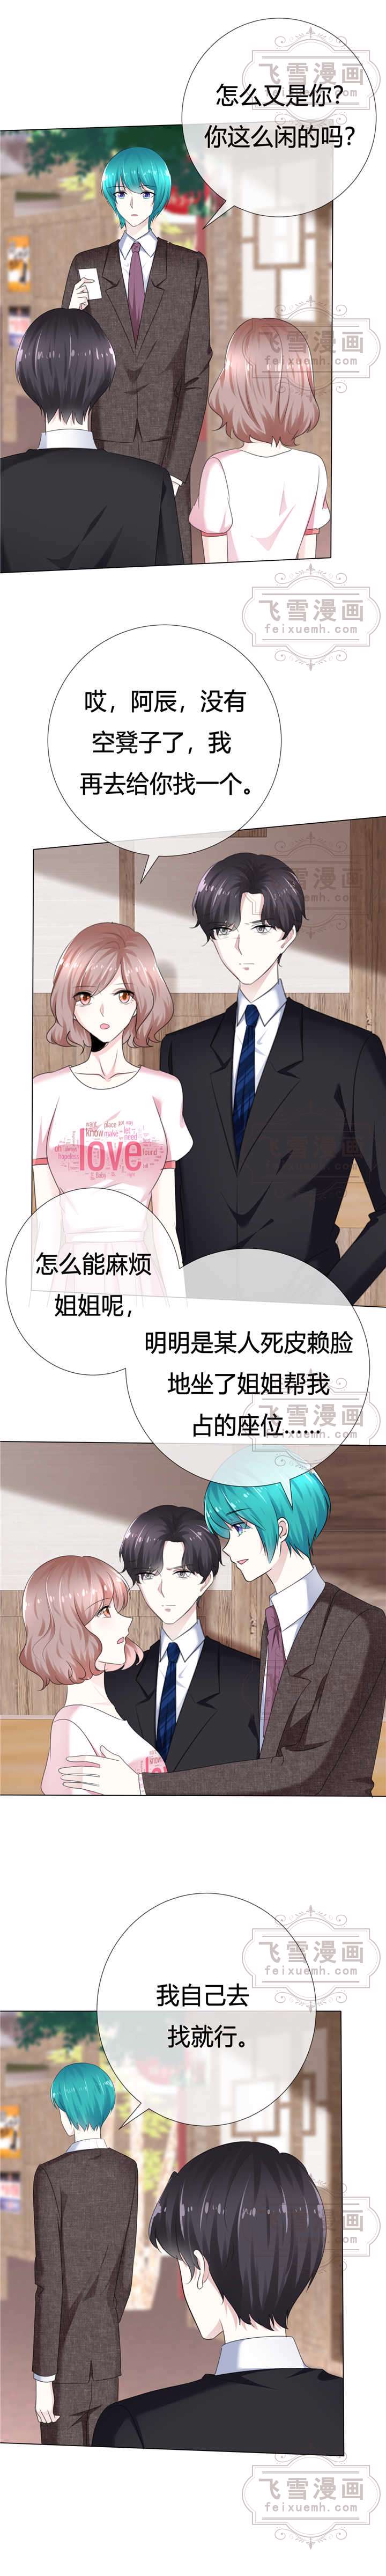 飞雪漫画
feixuemh.com
怎么又是你?
你这么闲的吗?
飞雪漫画
feixuemh.com
飞雪漫画
feixuemh.com
哎，阿辰，没有
空凳子了，我
再去给你找一个。
飞雪漫画
love
怎么能麻烦
姐姐呢，
明明是某人死皮赖脸
地坐了姐姐帮我
占的座位……
love
飞雪漫画
feixuemh.com
我自己去
找就行。
飞雪漫画
feixuemh.com